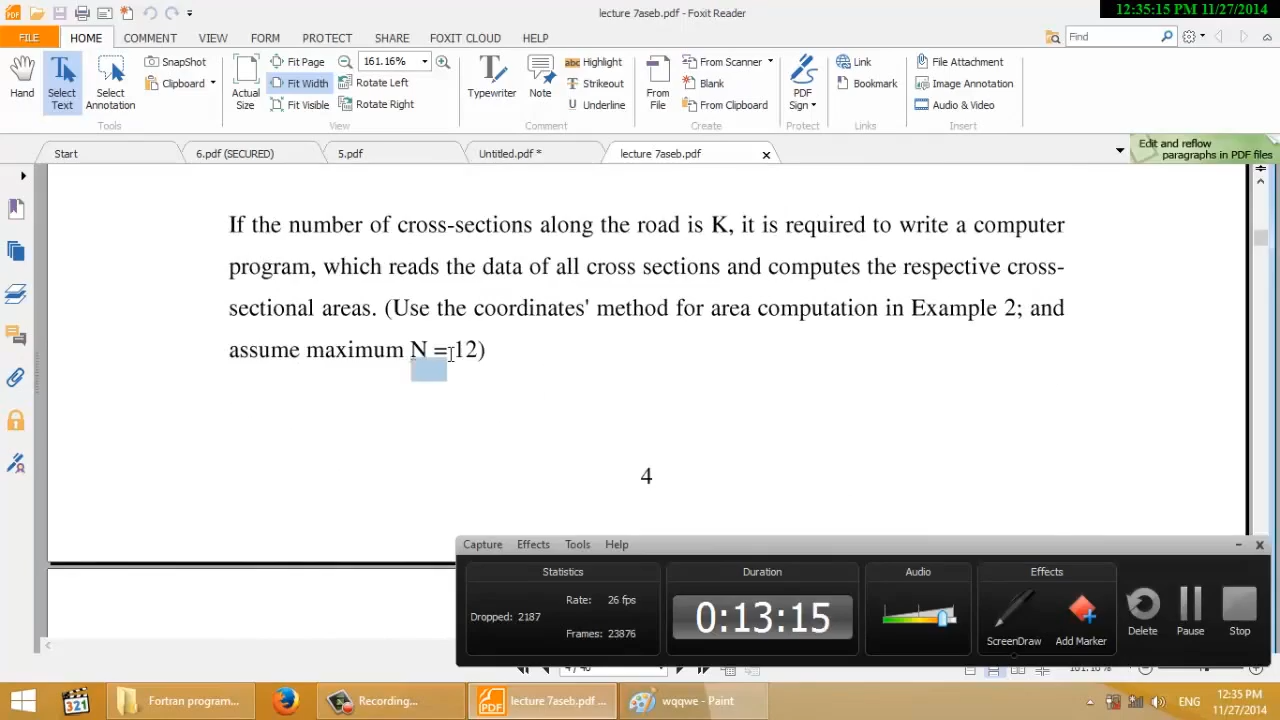 lecture 7aseb.pdf - Foxit Reader
12:35:15 PM 11/27/2014
FILE HOME COMMENT VIEW FORM PROTECT SHARE FOXIT CLOUD HELP Find
SnapShot Fit Page 161.16% Highlight From Scanner Link File Attachment
Clipboard Fit Width Rotate Left Strikeout Blank Bookmark Image Annotation
Hand Select Text Select Annotation Actual Size Fit Visible Rotate Right Typewriter Note Underline From File From Clipboard PDF Sign Audio & Video
Tools View Comment Create Protect Links Insert
Start 6.pdf (SECURED) 5.pdf Untitled.pdf * lecture 7aseb.pdf
Edit and reflow
paragraphs in PDF files
If the number of cross-sections along the road is K, it is required to write a computer
program, which reads the data of all cross sections and computes the respective cross-
sectional areas. (Use the coordinates' method for area computation in Example 2; and
assume maximum N =12)
4
Capture Effects Tools Help
Statistics Duration Audio Effects
Rate: 26 fps
Dropped: 2187
Frames: 23876
0:13:15
ScreenDraw Add Marker Delete Pause Stop
321 Fortran program... Recording... PDF lecture 7aseb.pdf ... wqqwe - Paint ENG 12:35 PM
11/27/2014